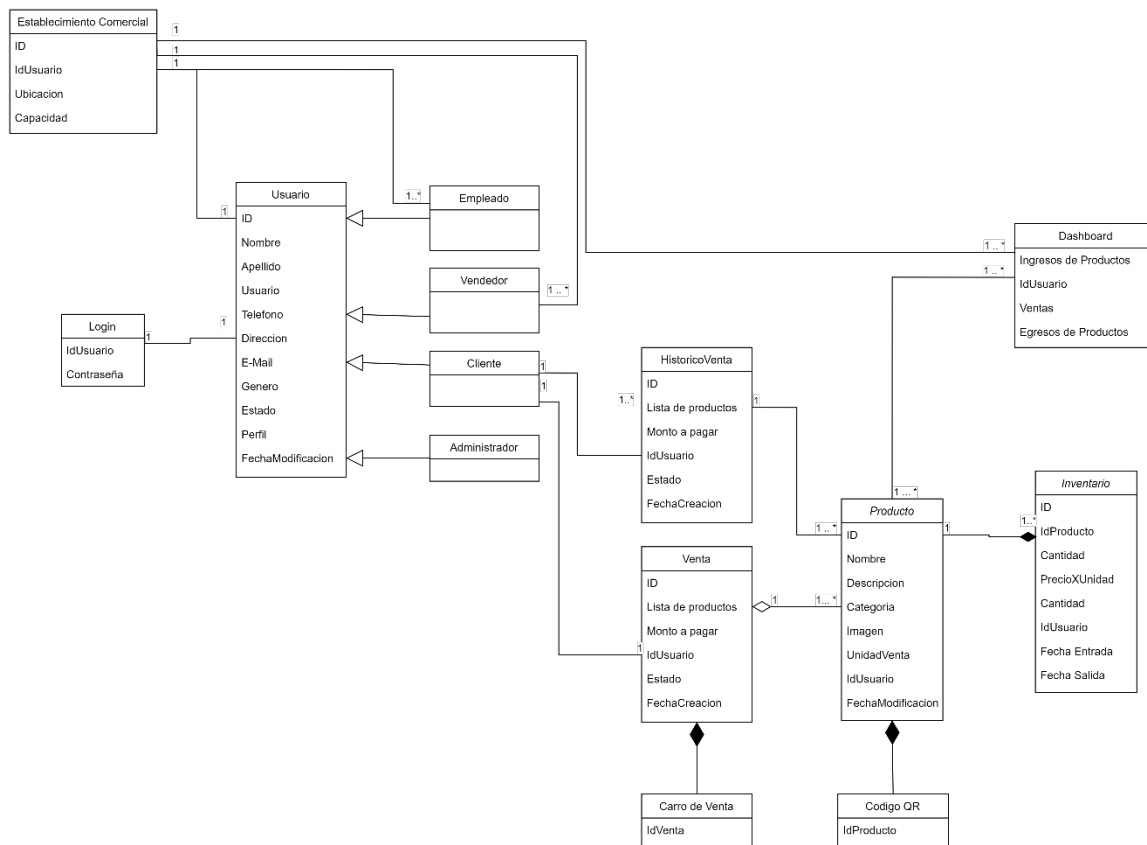 Establecimiento Comercial
ID
IdUsuario
Ubicacion
Capacidad
1
1
1
Usuario
ID
Nombre
Apellido
Usuario
Telefono
Direccion
E-Mail
Genero
Estado
Perfil
FechaModificacion
1
1
Login
IdUsuario
Contraseña
1
Empleado
1..*
Vendedor
1 .. *
Cliente
1
1
Administrador
Dashboard
Ingresos de Productos
IdUsuario
Ventas
Egresos de Productos
1 .. *
1 .. *
HistoricoVenta
ID
Lista de productos
Monto a pagar
IdUsuario
Estado
FechaCreacion
1..*
1
Venta
ID
Lista de productos
Monto a pagar
IdUsuario
Estado
FechaCreacion
1
1
Producto
ID
Nombre
Descripcion
Categoria
Imagen
UnidadVenta
IdUsuario
FechaModificacion
1 ... *
1 .. *
1... *
1
Inventario
ID
IdProducto
Cantidad
PrecioXUnidad
Cantidad
IdUsuario
Fecha Entrada
Fecha Salida
1..*
Carro de Venta
IdVenta
Codigo QR
IdProducto